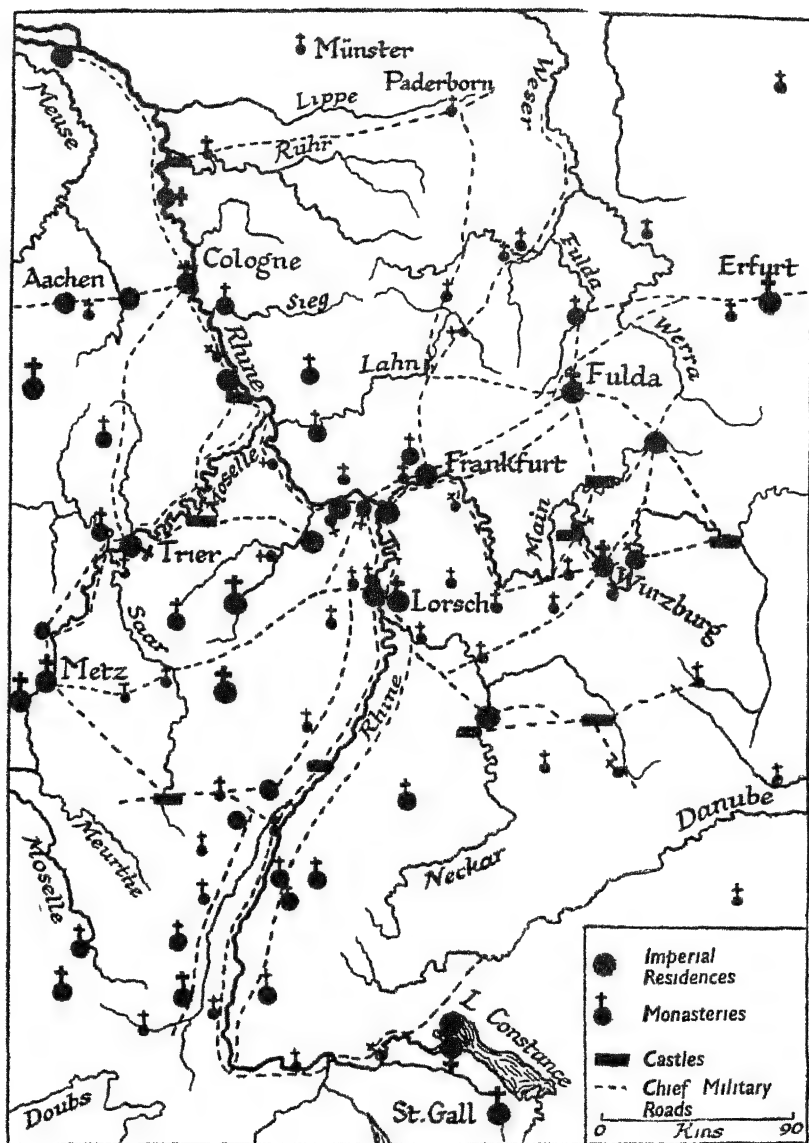 Münster
Paderborn
Weser
Meuse
Lippe
Ruhr
Cologne
Aachen
Sieg
Fulda
Erfurt
Rhine
Lahn
Werra
Fulda
Moselle
Frankfurt
Main
Trier
Lorsch
Wurzburg
Saar
Metz
Rhine
Danube
Meurthe
Moselle
Neckar
L. Constance
Doubs
St. Gall
Imperial
Residences
Monasteries
Castles
Chief Military
Roads
0 Kms 90